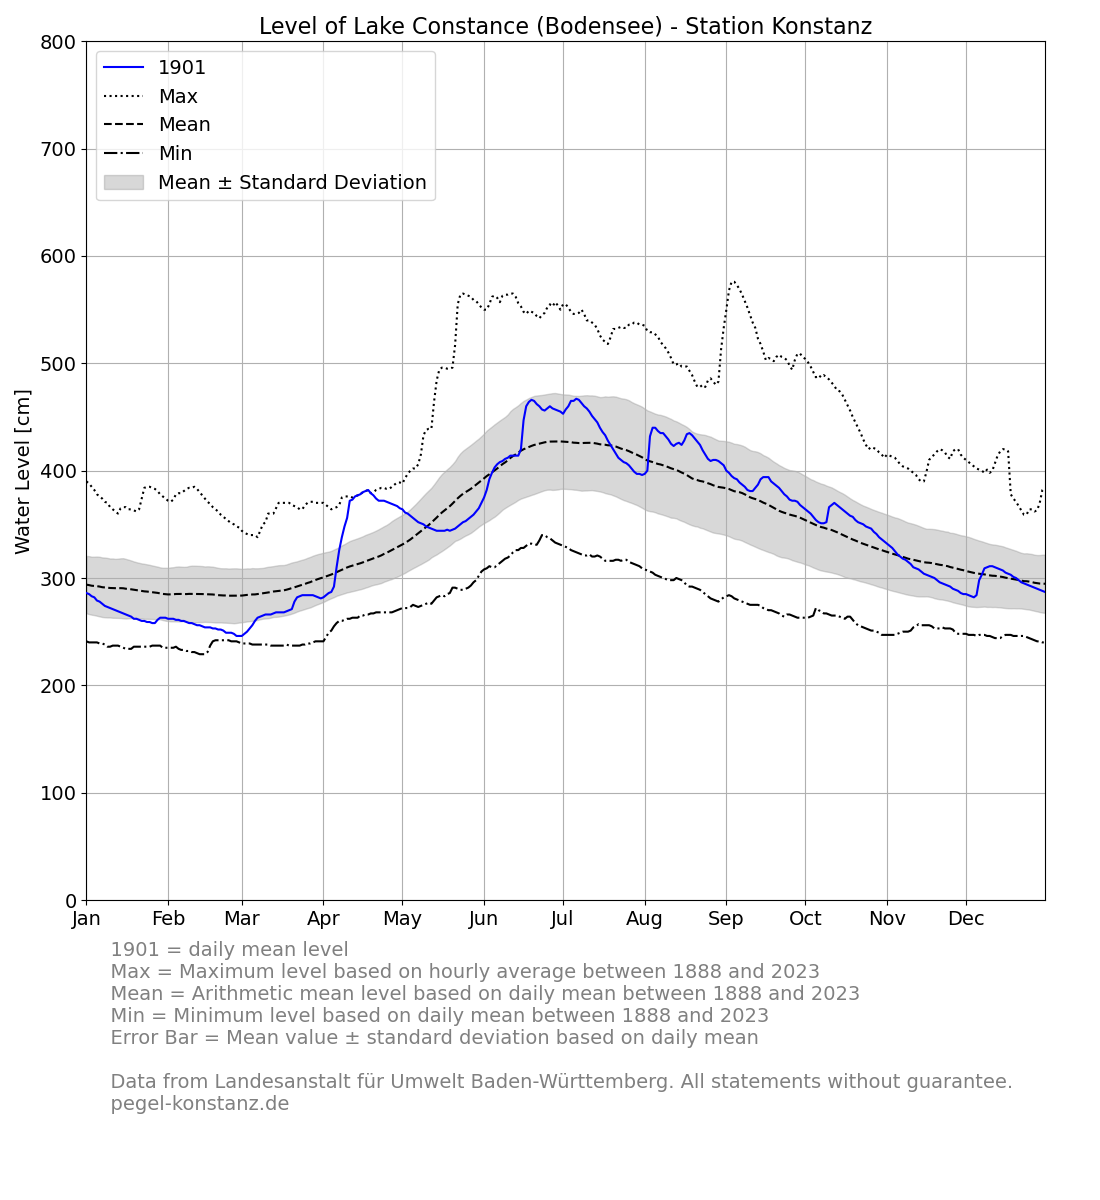 Level of Lake Constance (Bodensee) - Station Konstanz
800
700
600
500
400
300
200
100
0
Water Level [cm]
1901
Max
Mean
Min
Mean ± Standard Deviation
Jan Feb Mar Apr May Jun Jul Aug Sep Oct Nov Dec
1901 = daily mean level
Max = Maximum level based on hourly average between 1888 and 2023
Mean = Arithmetic mean level based on daily mean between 1888 and 2023
Min = Minimum level based on daily mean between 1888 and 2023
Error Bar = Mean value ± standard deviation based on daily mean
Data from Landesanstalt für Umwelt Baden-Württemberg. All statements without guarantee.
pegel-konstanz.de